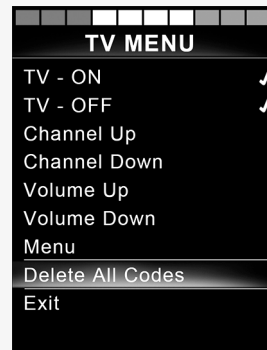 TV MENU
TV - ON
TV - OFF
Channel Up
Channel Down
Volume Up
Volume Down
Menu
Delete All Codes
Exit